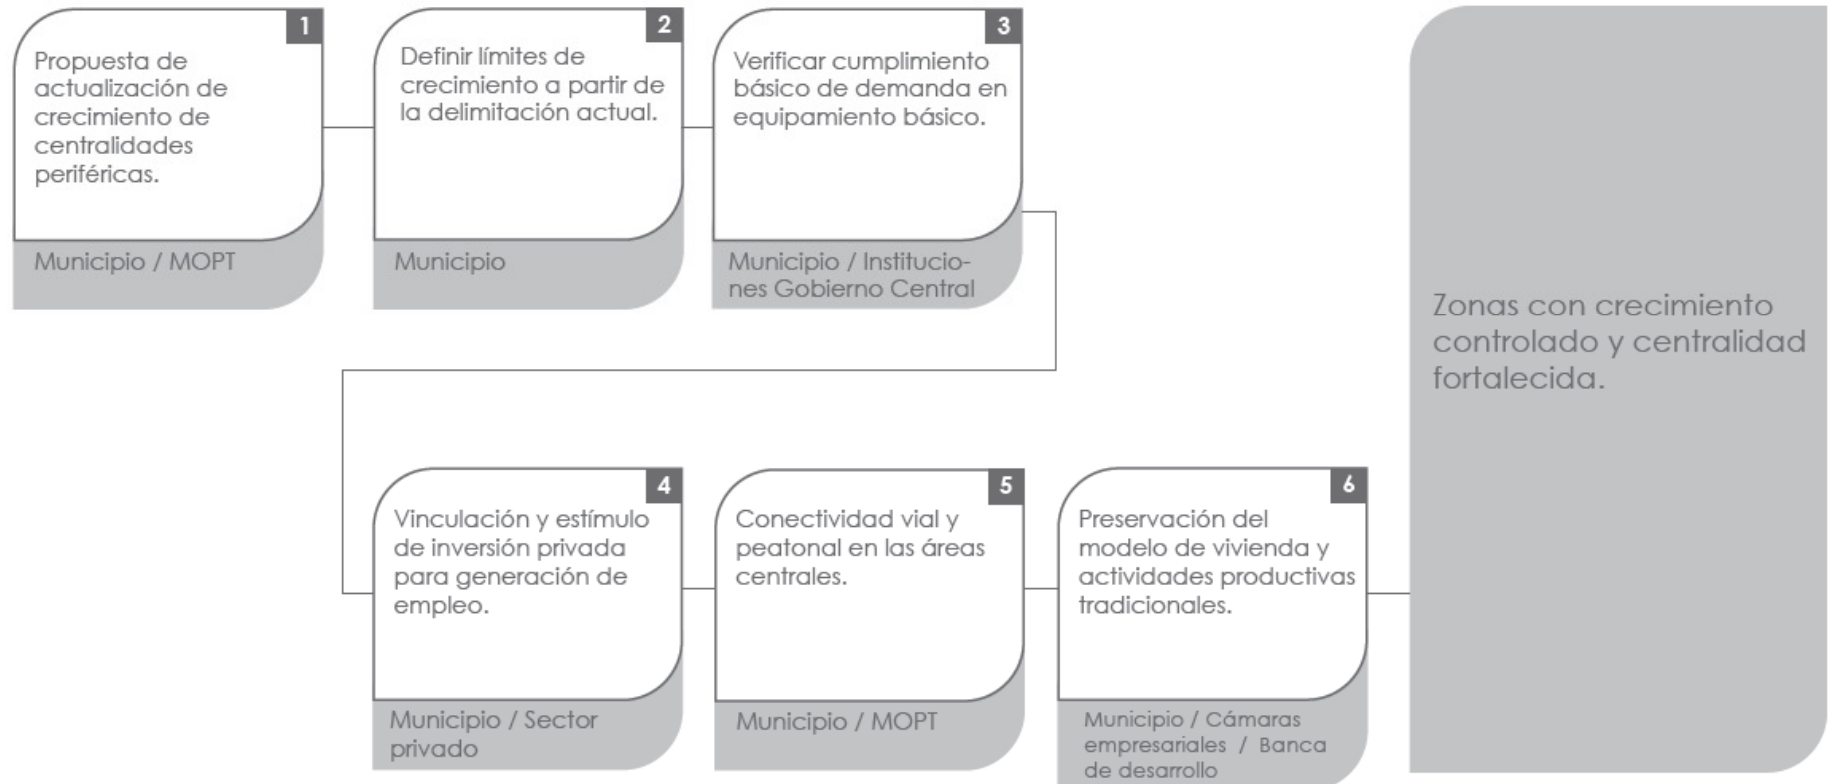 1
Propuesta de
actualización de
crecimiento de
centralidades
periféricas.
Municipio / MOPT
2
Definir límites de
crecimiento a partir de
la delimitación actual.
Municipio
3
Verificar cumplimiento
básico de demanda en
equipamiento básico.
Municipio / Institucio-
nes Gobierno Central
4
Vinculación y estímulo
de inversión privada
para generación de
empleo.
Municipio / Sector
privado
5
Conectividad vial y
peatonal en las áreas
centrales.
Municipio / MOPT
6
Preservación del
modelo de vivienda y
actividades productivas
tradicionales.
Municipio / Cámaras
empresariales / Banca
de desarrollo
Zonas con crecimiento
controlado y centralidad
fortalecida.